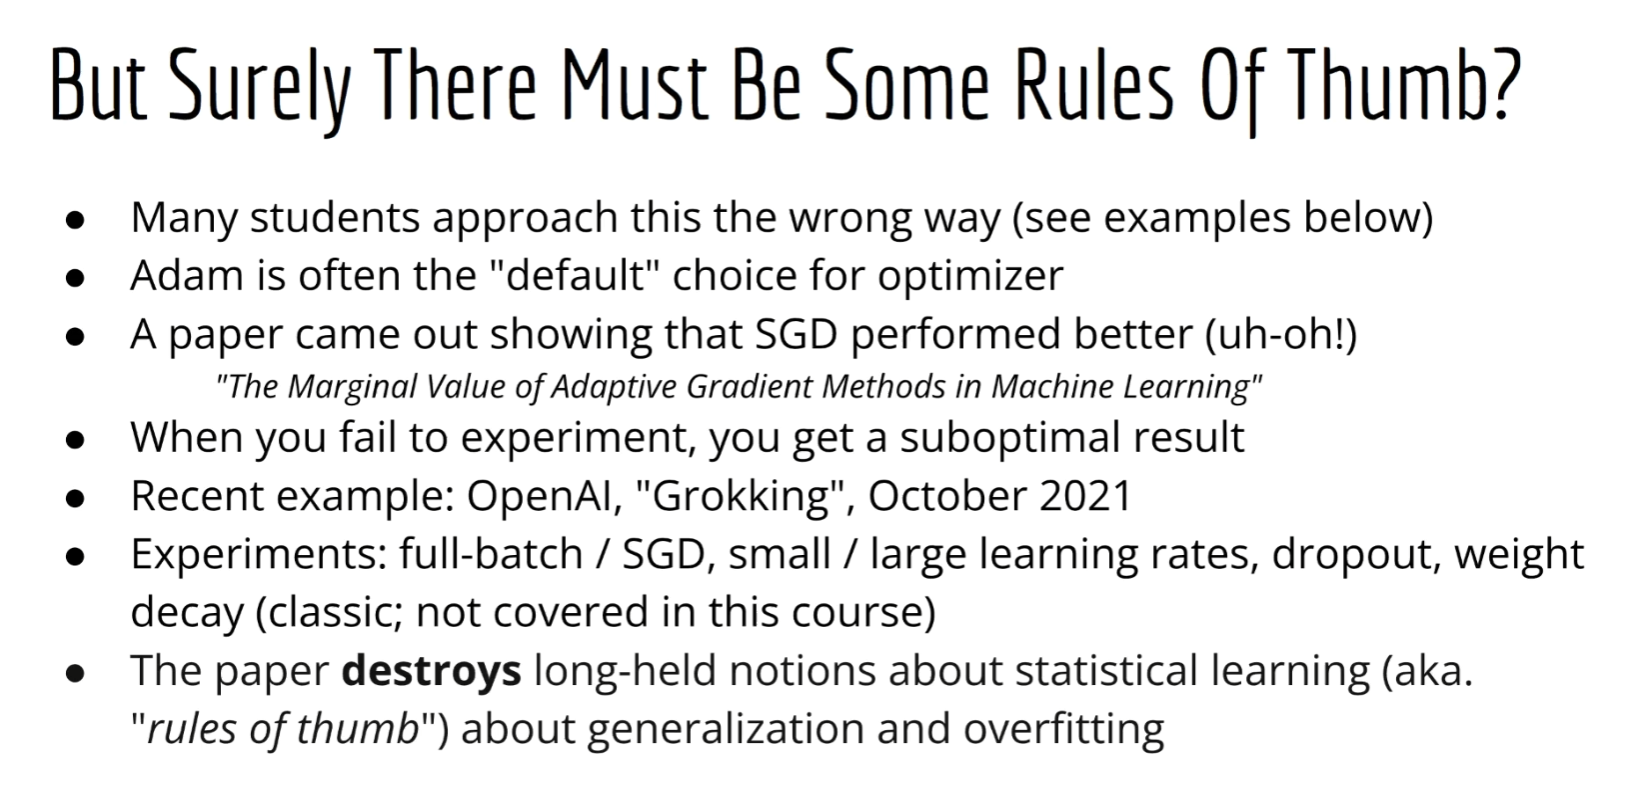 But Surely There Must Be Some Rules Of Thumb?
● Many students approach this the wrong way (see examples below)
● Adam is often the "default" choice for optimizer
● A paper came out showing that SGD performed better (uh-oh!)
"The Marginal Value of Adaptive Gradient Methods in Machine Learning"
● When you fail to experiment, you get a suboptimal result
● Recent example: OpenAI, "Grokking", October 2021
● Experiments: full-batch / SGD, small / large learning rates, dropout, weight
decay (classic; not covered in this course)
● The paper destroys long-held notions about statistical learning (aka.
"rules of thumb") about generalization and overfitting